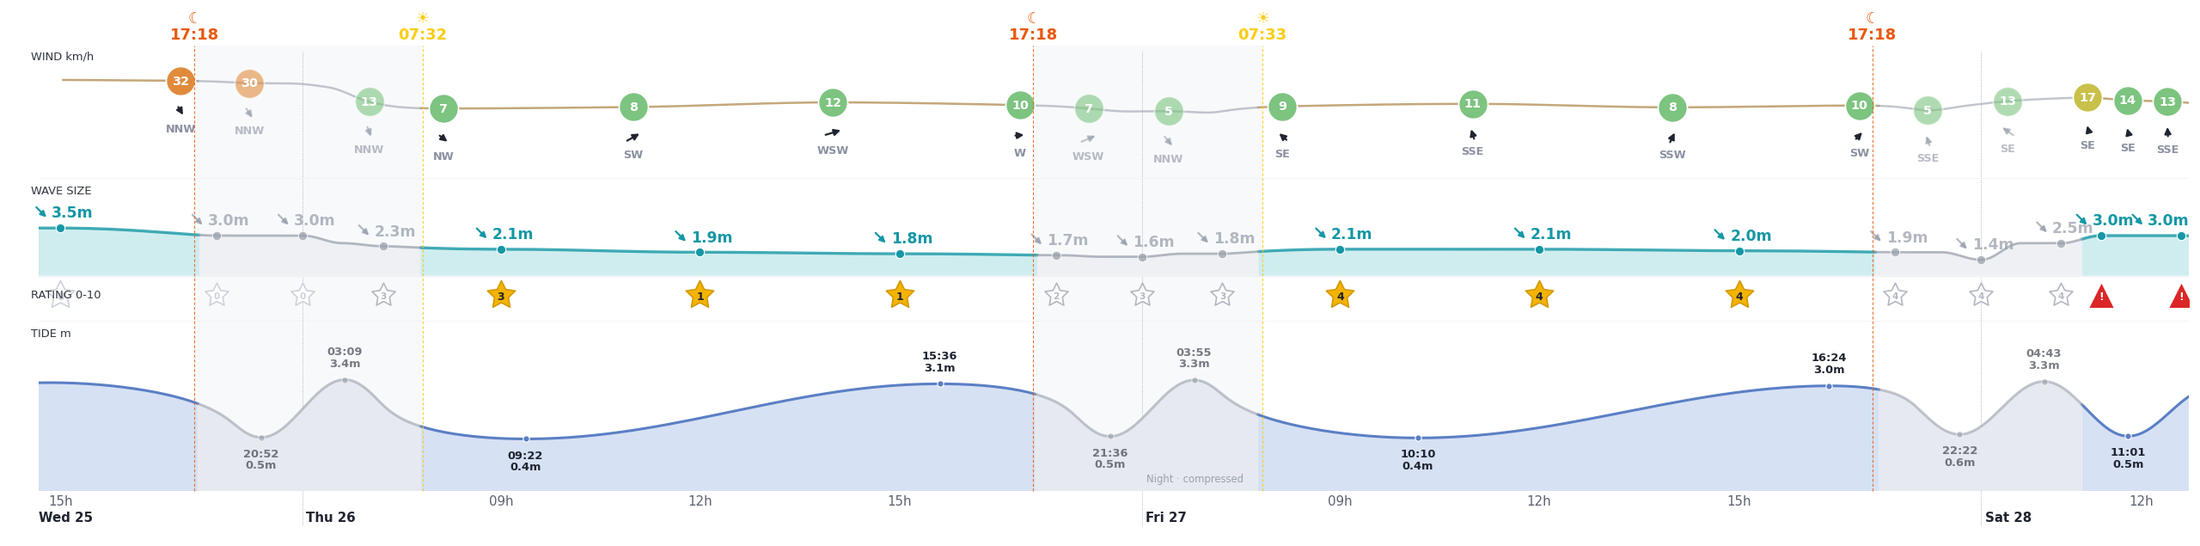 17:18 07:32 17:18 07:33 17:18
WIND km/h
32 30 13 7 8 12 10 7 5 9 11 8 10 5 13 17 14 13
NNW NNW NNW NW SW WSW W WSW NNW SE SSE SSW SW SSE SE SE SE SSE
WAVE SIZE
3.5m 3.0m 3.0m 2.3m 2.1m 1.9m 1.8m 1.7m 1.6m 1.8m 2.1m 2.1m 2.0m 1.9m 1.4m 2.5m 3.0m 3.0m
RATING 0-10
0 0 3 3 1 1 2 3 3 4 4 4 4 4 4 ! !
TIDE m
03:09 15:36 03:55 16:24 04:43
3.4m 3.1m 3.3m 3.0m 3.3m
20:52 09:22 21:36 10:10 22:22 11:01
0.5m 0.4m 0.5m 0.4m 0.6m 0.5m
Night · compressed
15h 09h 12h 15h 09h 12h 15h 12h
Wed 25 Thu 26 Fri 27 Sat 28